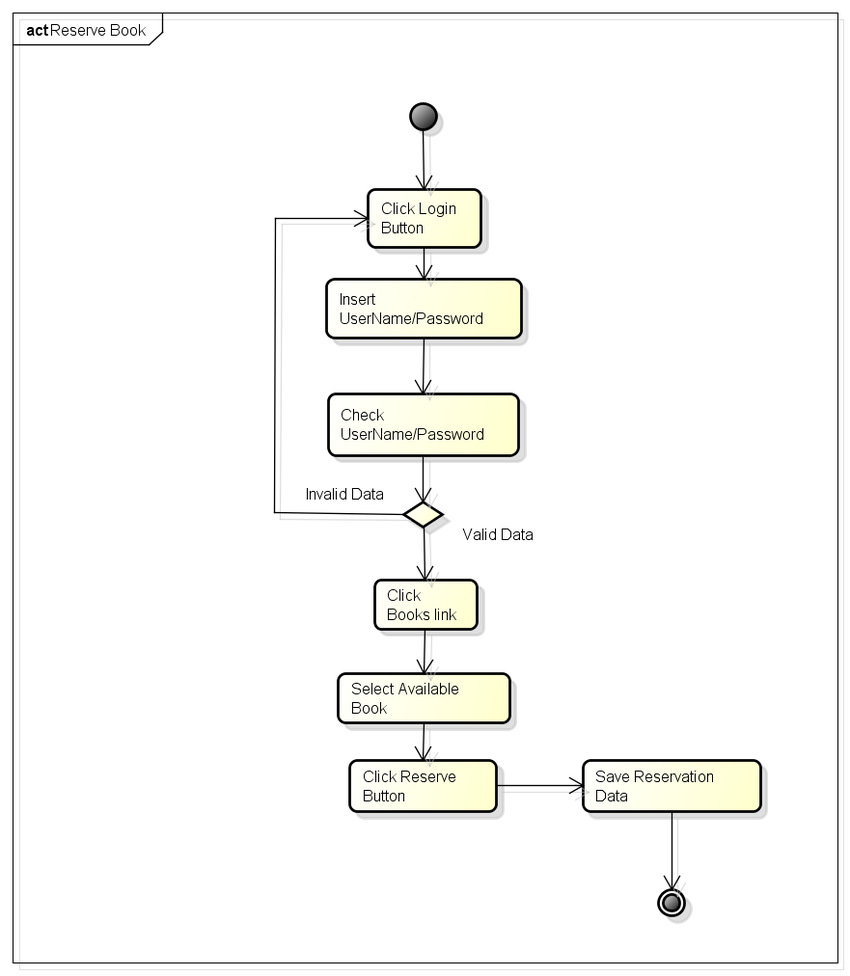 act Reserve Book
Click Login
Button
Insert
UserName/Password
Check
UserName/Password
Invalid Data
Valid Data
Click
Books link
Select Available
Book
Click Reserve
Button
Save Reservation
Data